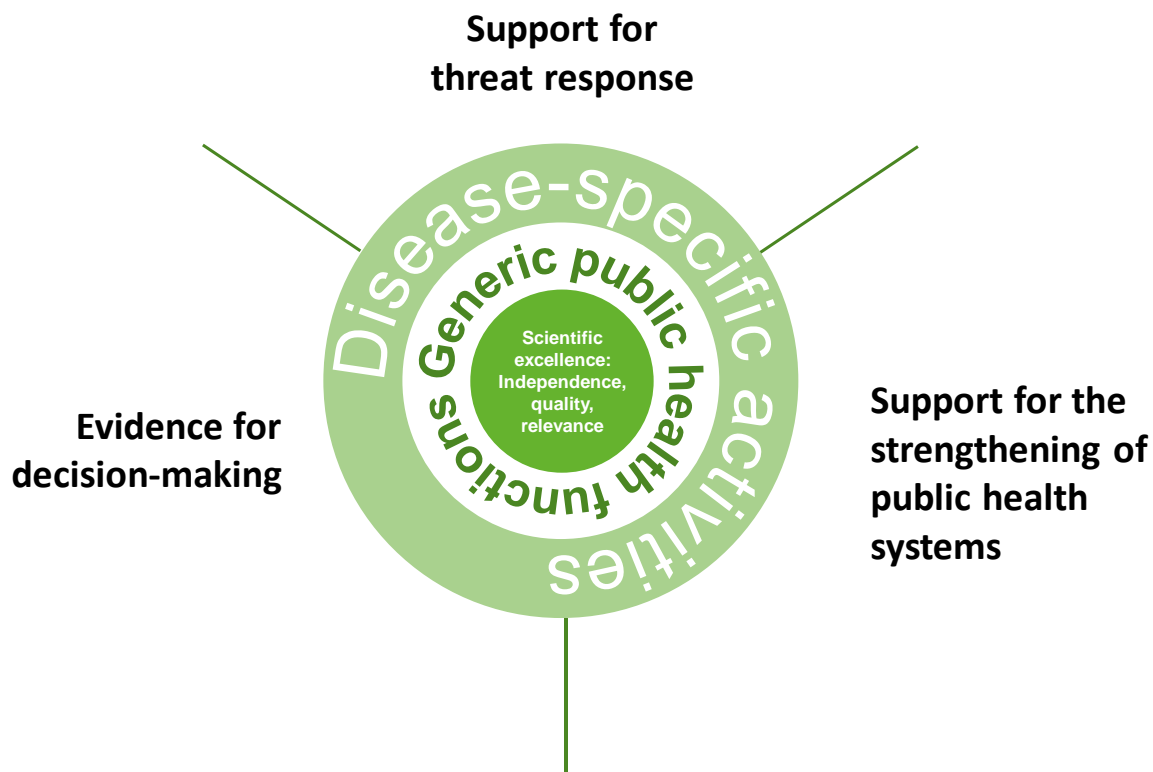 Support for
threat response
Disease-specific activities
Generic public health functions
Scientific
excellence:
Independence,
quality,
relevance
Evidence for
decision-making
Support for the
strengthening of
public health
systems